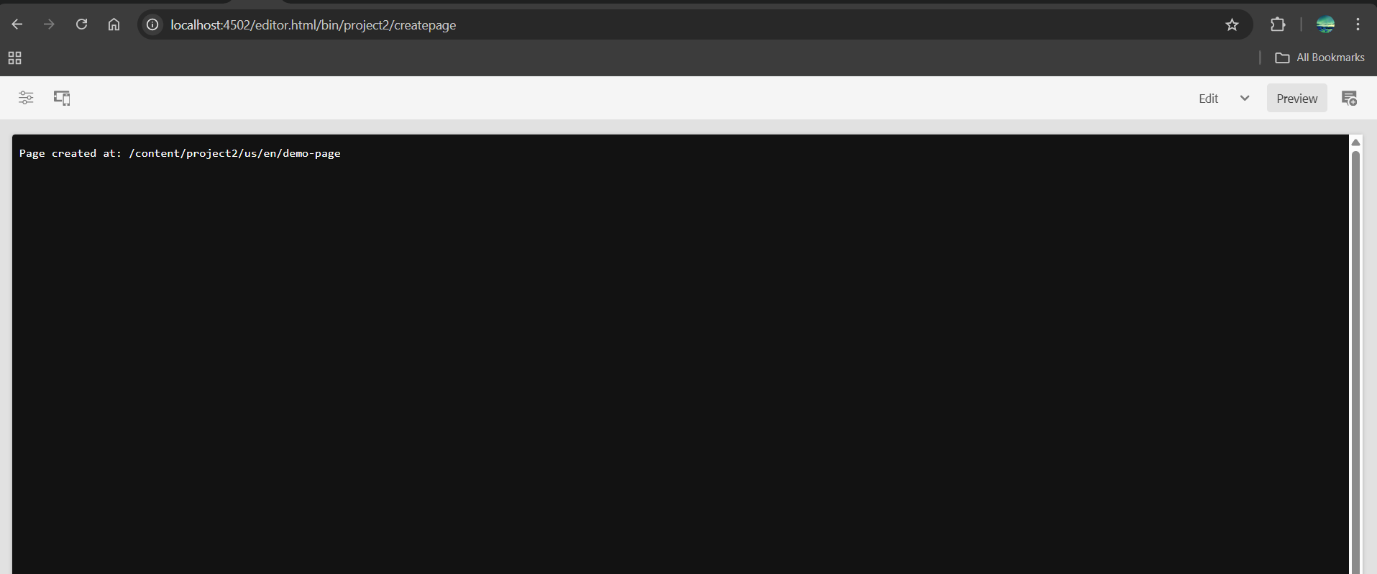 localhost:4502/editor.html/bin/project2/createpage
All Bookmarks
Edit
Preview
Page created at: /content/project2/us/en/demo-page